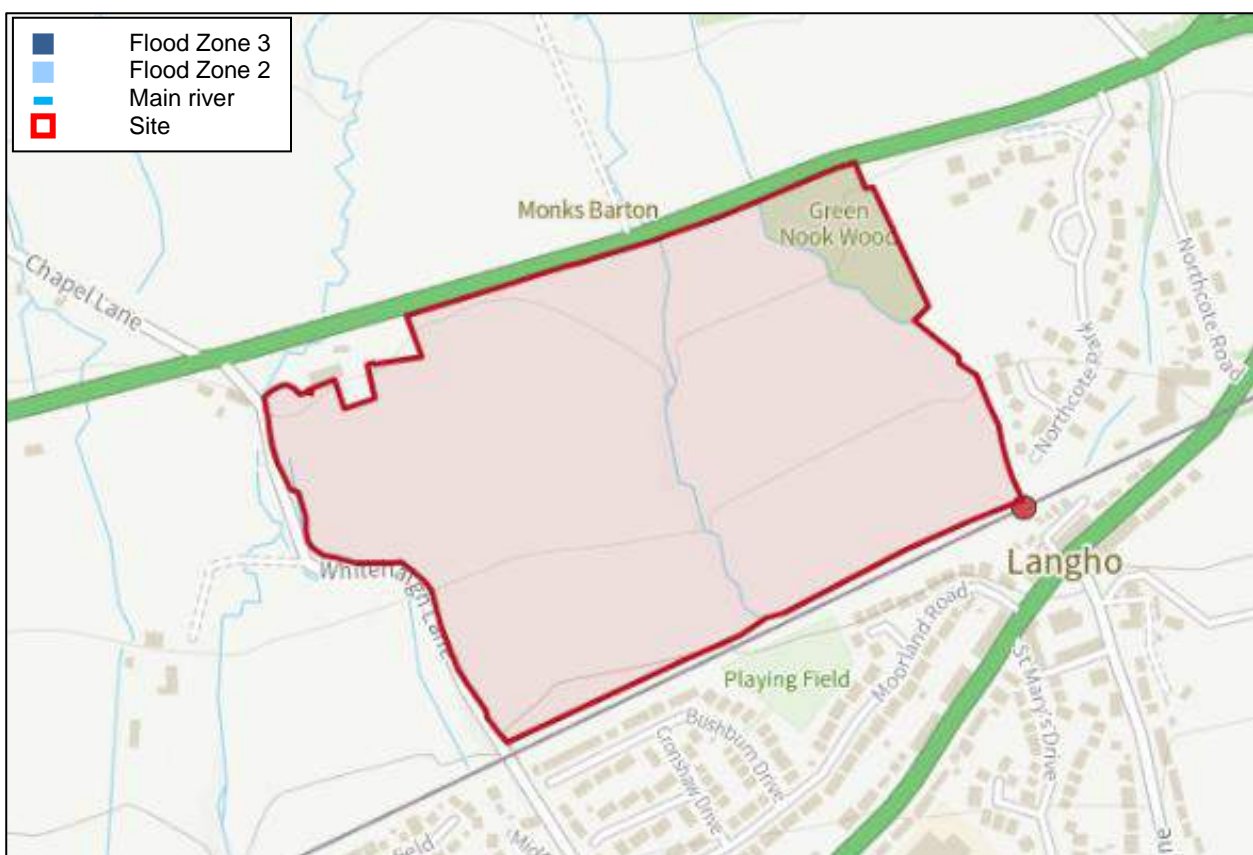 Flood Zone 3
Flood Zone 2
Main river
Site
Monks Barton
Green
Nook Wood
Chapel Lane
Northcote Road
Northcote Park
Whitehalgh Lane
Langho
Moorland Road
Playing Field
St Mary's Drive
Bushburn Drive
Cronshaw Drive